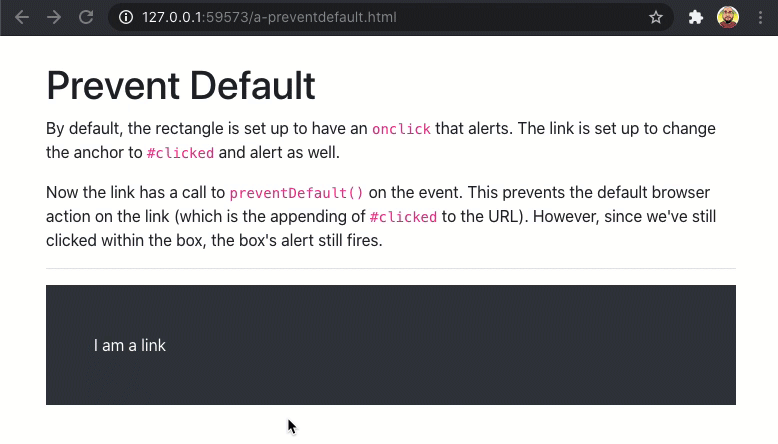 127.0.0.1:59573/a-preventdefault.html
Prevent Default
By default, the rectangle is set up to have an onclick that alerts. The link is set up to change
the anchor to #clicked and alert as well.
Now the link has a call to preventDefault() on the event. This prevents the default browser
action on the link (which is the appending of #clicked to the URL). However, since we've still
clicked within the box, the box's alert still fires.
I am a link